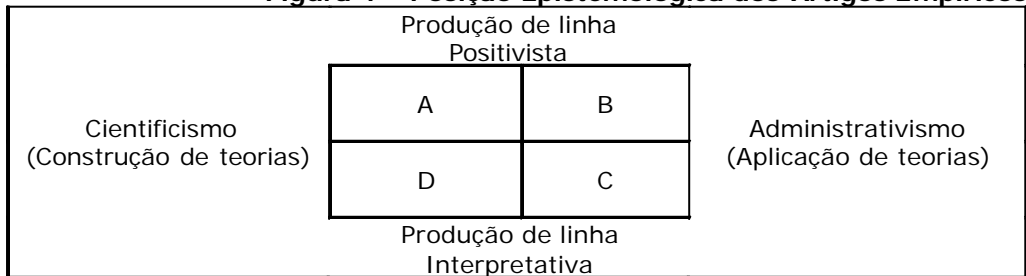 Produção de linha
Positivista
A B
Cientificismo
(Construção de teorias)
Administrativismo
(Aplicação de teorias)
D C
Produção de linha
Interpretativa